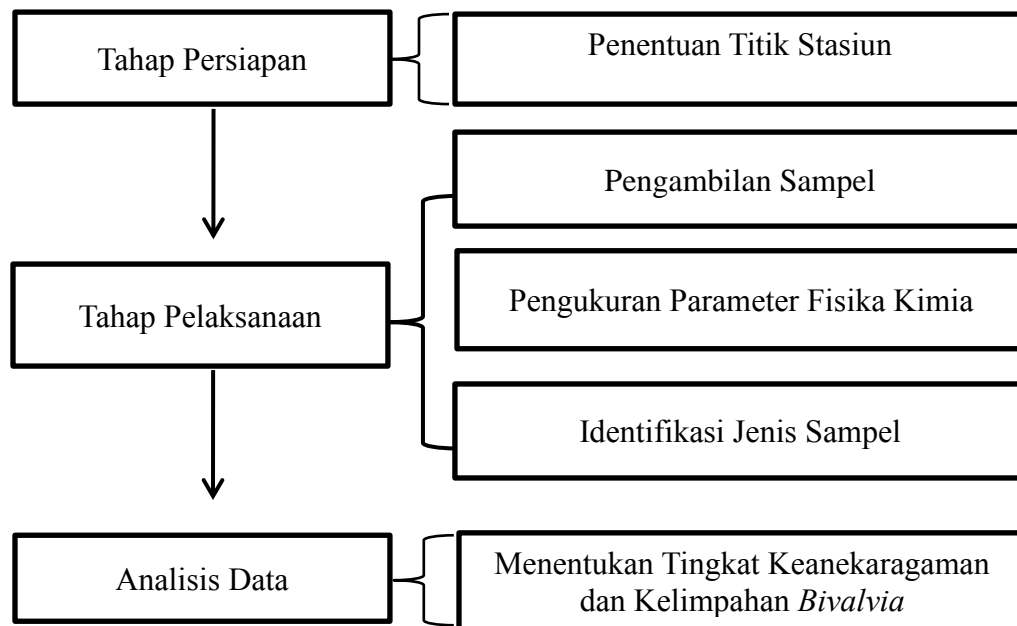 Tahap Persiapan
Penentuan Titik Stasiun
Pengambilan Sampel
Tahap Pelaksanaan
Pengukuran Parameter Fisika Kimia
Identifikasi Jenis Sampel
Analisis Data
Menentukan Tingkat Keanekaragaman
dan Kelimpahan Bivalvia